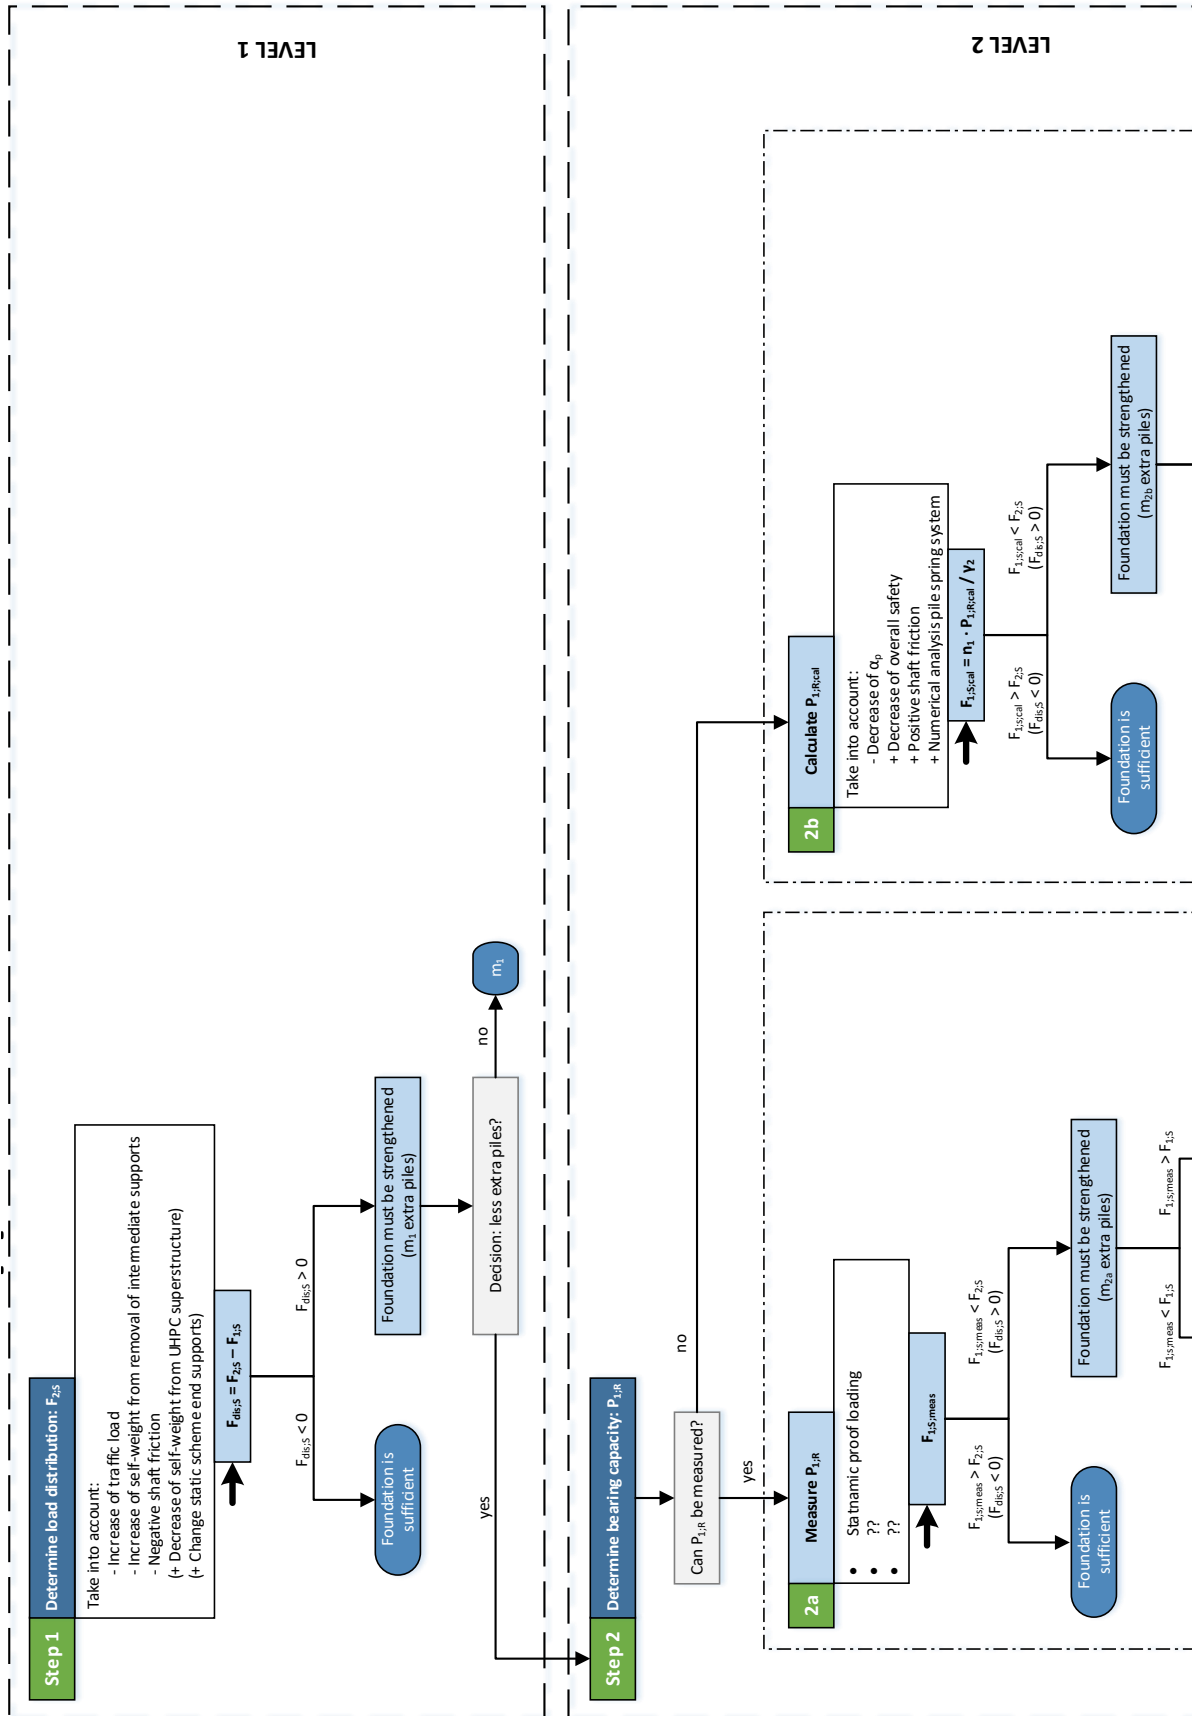 LEVEL 1
Step 1
Determine load distribution: F2;S
Take into account:
- Increase of traffic load
- Increase of self-weight from removal of intermediate supports
- Negative shaft friction
(+ Decrease of self-weight from UHPC superstructure)
(+ Change static scheme end supports)
Fdis;S = F2;S – F1;S
Fdis;S < 0
Fdis;S > 0
Foundation is
sufficient
Foundation must be strengthened
(m1 extra piles)
Decision: less extra piles?
yes
no
m1
LEVEL 2
Step 2
Determine bearing capacity: P1;R
Can P1;R be measured?
yes
no
2a
Measure P1;R
• Statnamic proof loading
• ??
• ??
F1;S;meas
F1;s;meas > F2;S
(Fdis;S < 0)
F1;s;meas < F2;S
(Fdis;S > 0)
Foundation is
sufficient
Foundation must be strengthened
(m2a extra piles)
F1;s;meas < F1;S
F1;s;meas > F1;S
2b
Calculate P1;R;cal
Take into account:
- Decrease of αp
+ Decrease of overall safety
+ Positive shaft friction
+ Numerical analysis pile spring system
F1;S;cal = n1 · P1;R;cal / γ2
F1;s;cal > F2;S
(Fdis;S < 0)
F1;s;cal < F2;S
(Fdis;S > 0)
Foundation is
sufficient
Foundation must be strengthened
(m2b extra piles)